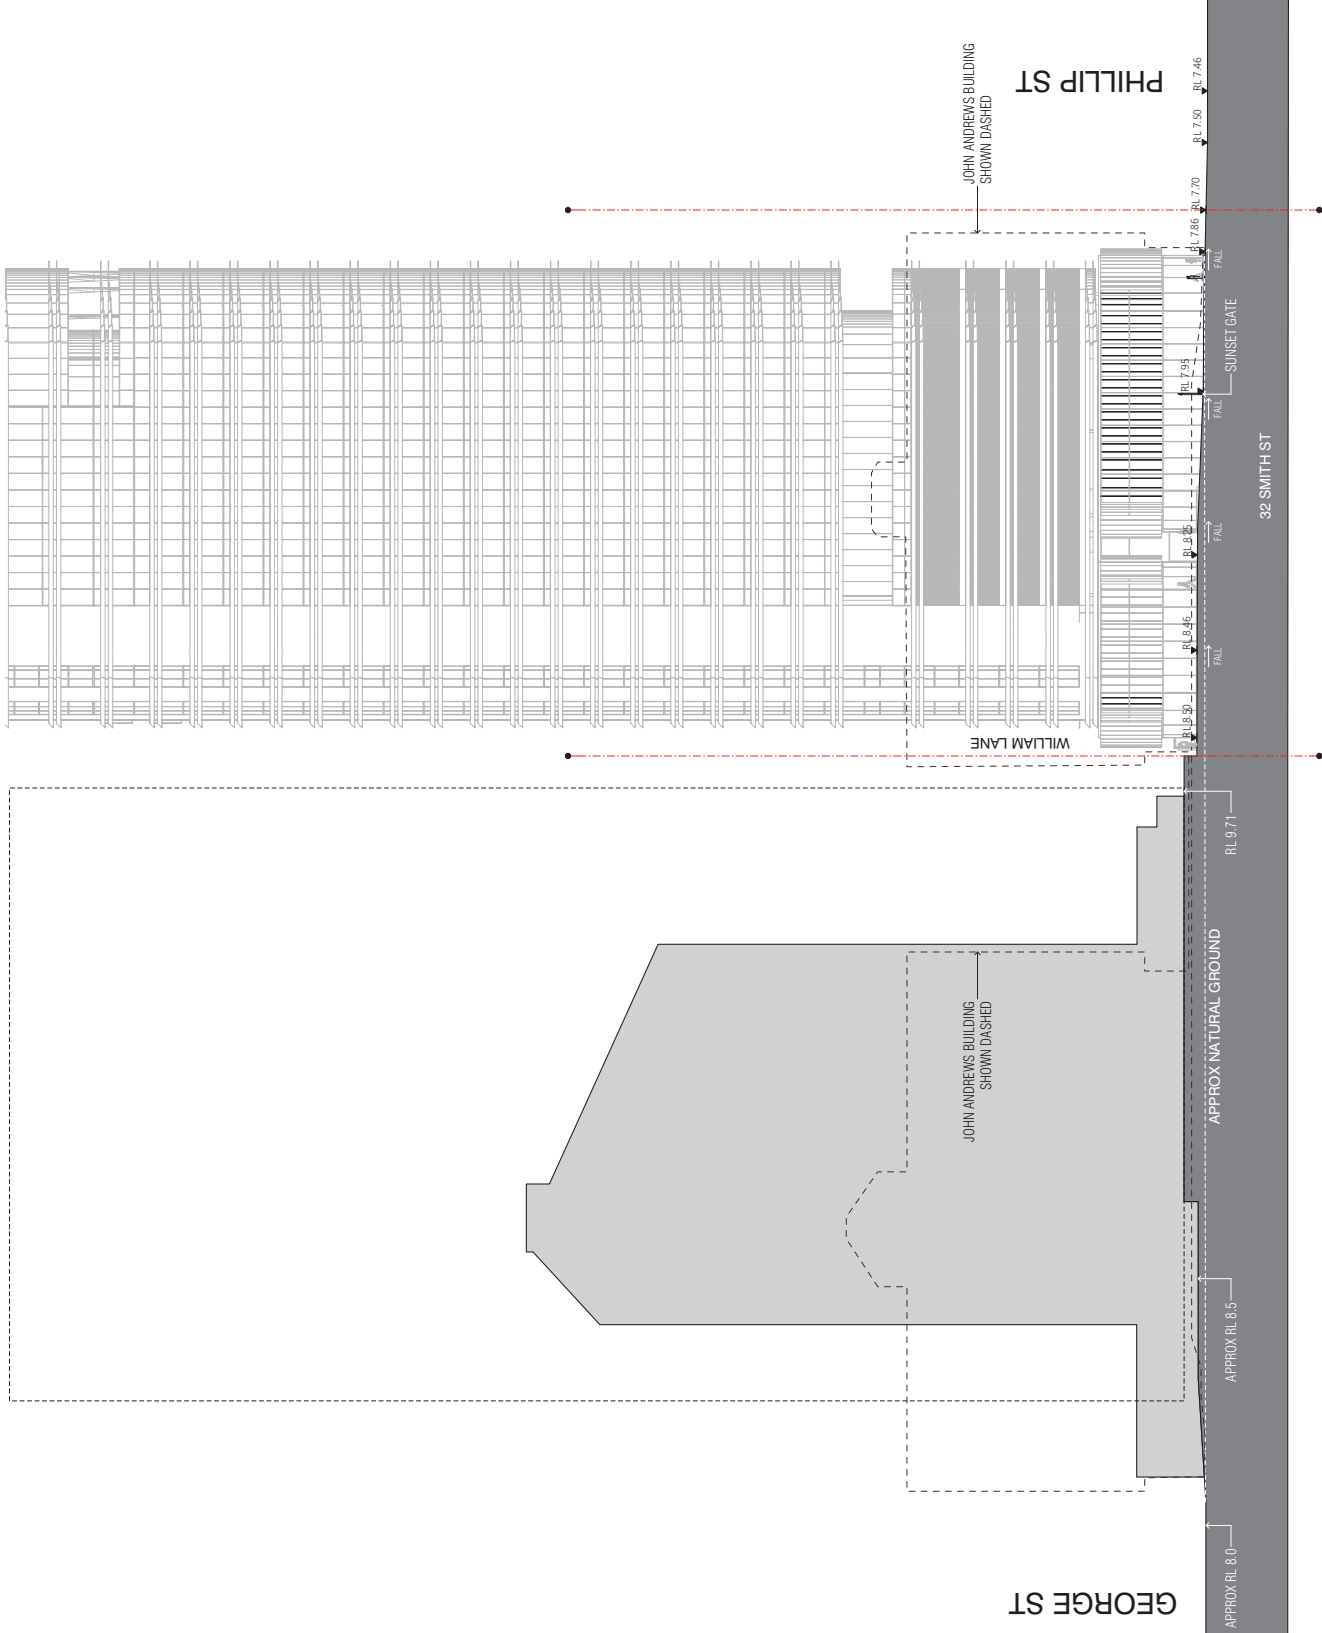 PHILLIP ST
JOHN ANDREWS BUILDING
SHOWN DASHED
RL 7.46
RL 7.50
RL 7.70
RL 7.86
FALL
SUNSET GATE
RL 7.95
FALL
32 SMITH ST
RL 8.25
FALL
RL 8.46
FALL
RL 8.50
WILLIAM LANE
RL 9.71
APPROX NATURAL GROUND
JOHN ANDREWS BUILDING
SHOWN DASHED
APPROX RL 8.5
APPROX RL 8.0
GEORGE ST